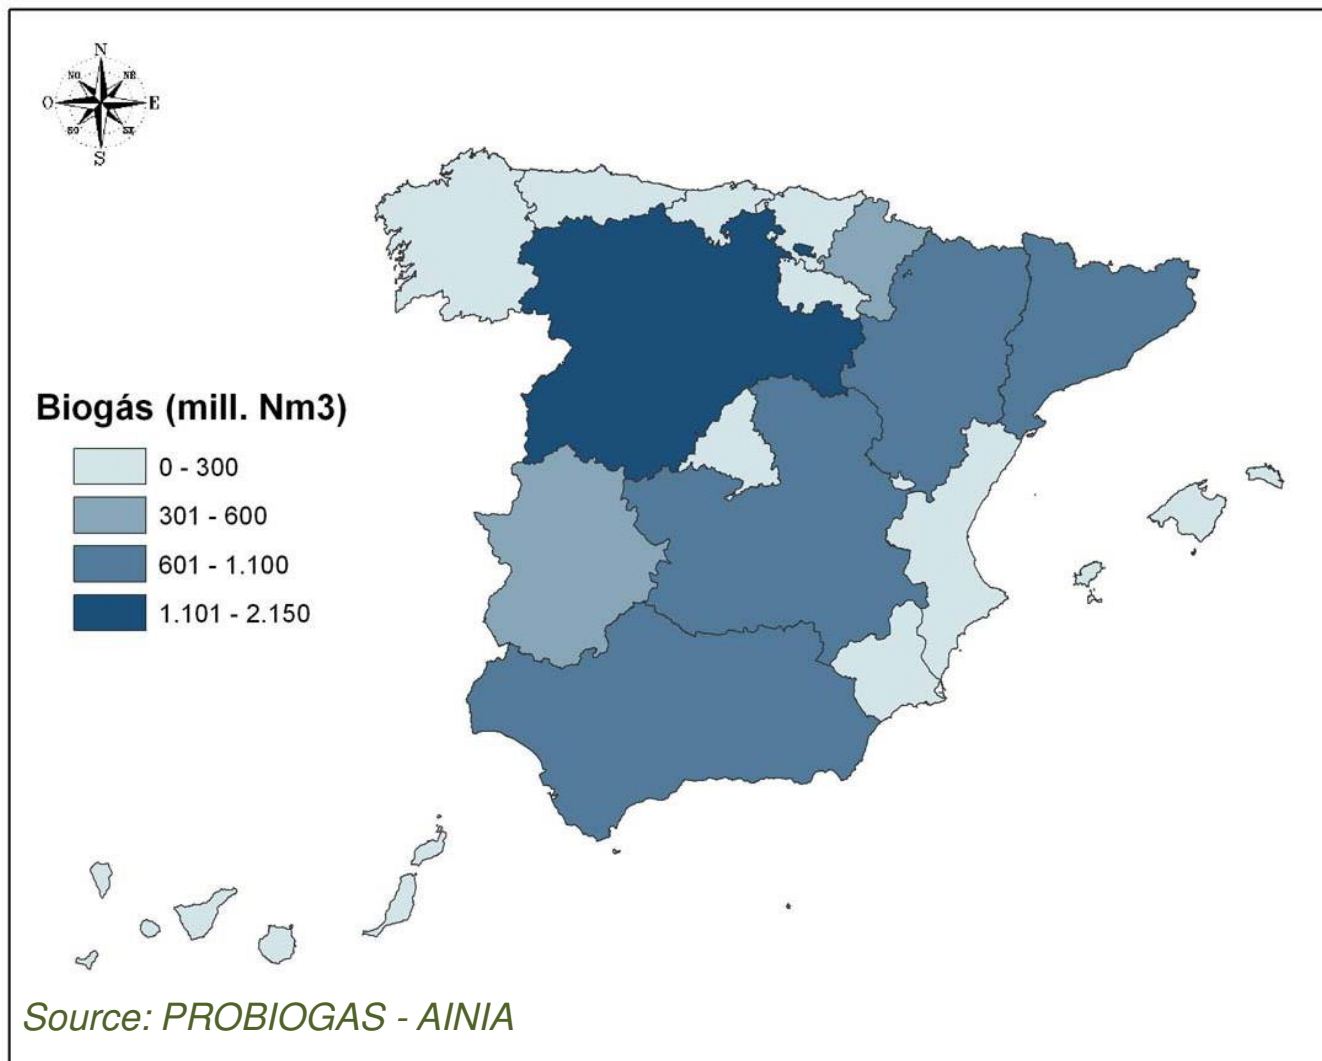 N
NO
NE
O
E
SO
SE
S
Biogás (mill. Nm3)
0 - 300
301 - 600
601 - 1.100
1.101 - 2.150
Source: PROBIOGAS - AINIA